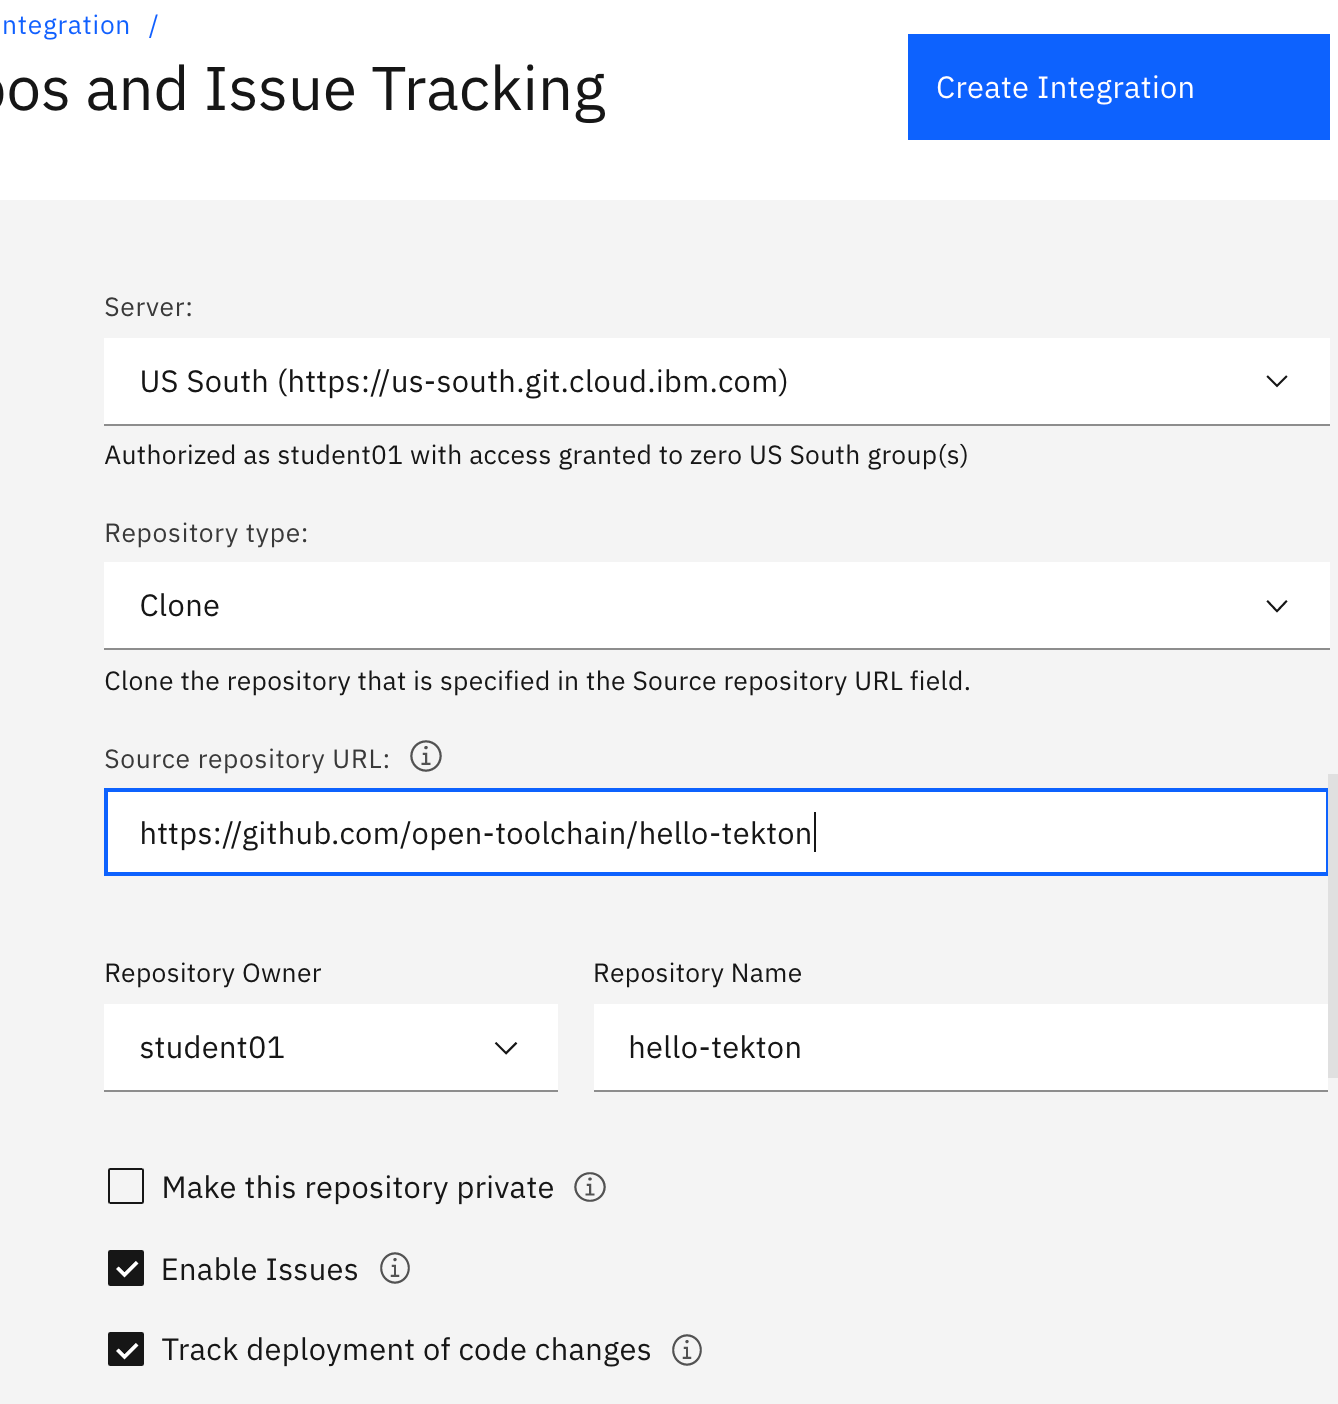 ntegration /
os and Issue Tracking
Create Integration
Server:
US South (https://us-south.git.cloud.ibm.com)
Authorized as student01 with access granted to zero US South group(s)
Repository type:
Clone
Clone the repository that is specified in the Source repository URL field.
Source repository URL:
https://github.com/open-toolchain/hello-tekton
Repository Owner
Repository Name
student01
hello-tekton
Make this repository private
Enable Issues
Track deployment of code changes